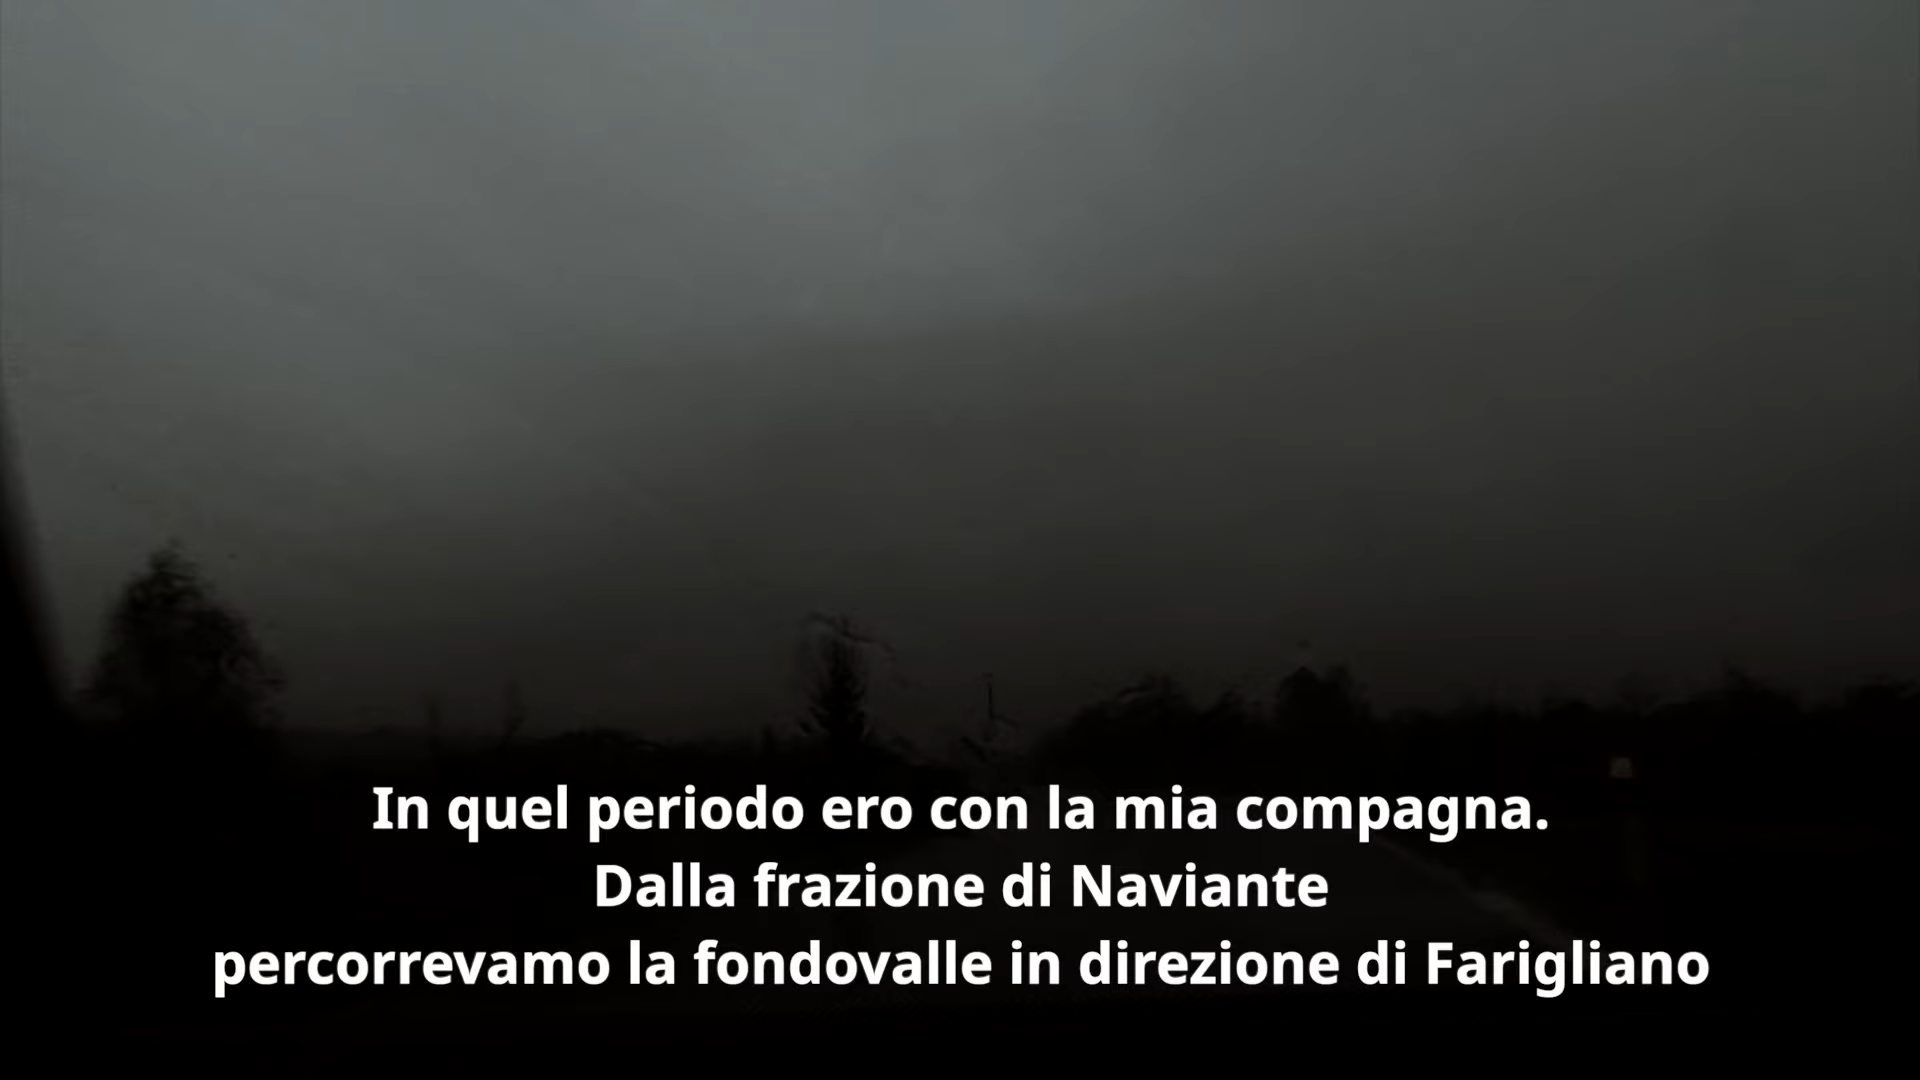 In quel periodo ero con la mia compagna.
Dalla frazione di Naviante
percorrevamo la fondovalle in direzione di Farigliano